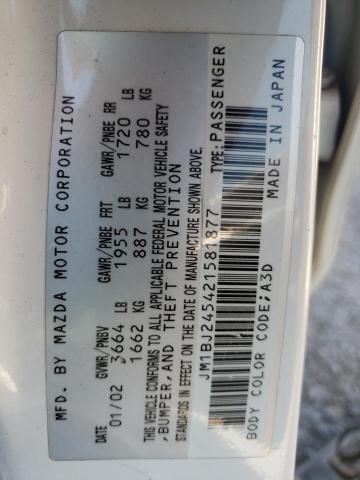 MFD. BY MAZDA MOTOR CORPORATION
DATE GVWR/PNBV GAWR/PNBE FRT GAWR/PNBE RR
01/02 3664 LB 1955 LB 1720 LB
1662 KG 887 KG 780 KG
THIS VEHICLE CONFORMS TO ALL APPLICABLE FEDERAL MOTOR VEHICLE SAFETY
,BUMPER,AND THEFT PREVENTION
STANDARDS IN EFFECT ON THE DATE OF MANUFACTURE SHOWN ABOVE.
JM1BJ245421581877 TYPE:PASSENGER
BODY COLOR CODE;A3D MADE IN JAPAN